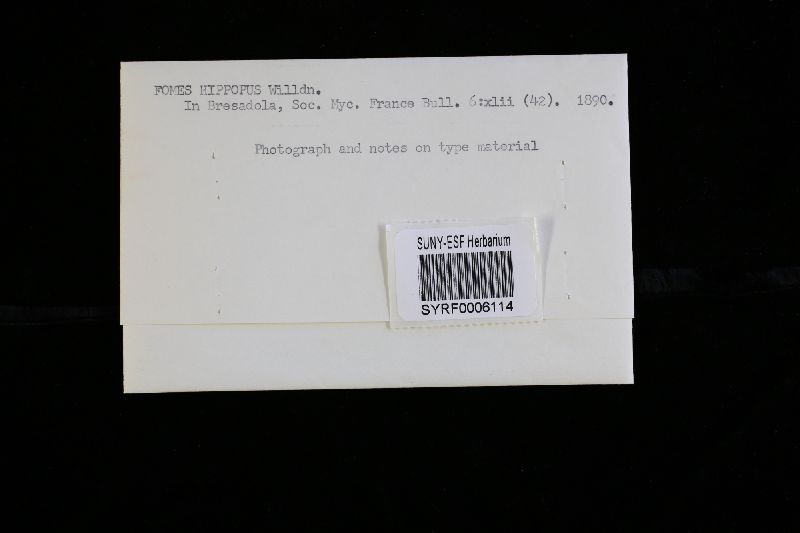 FOMES HIPPOPUS Willdn.
In Bresadola, Soc. Myc. France Bull. 6:xlii (42). 1890.
Photograph and notes on type material
SUNY-ESF Herbarium
SYRF0006114